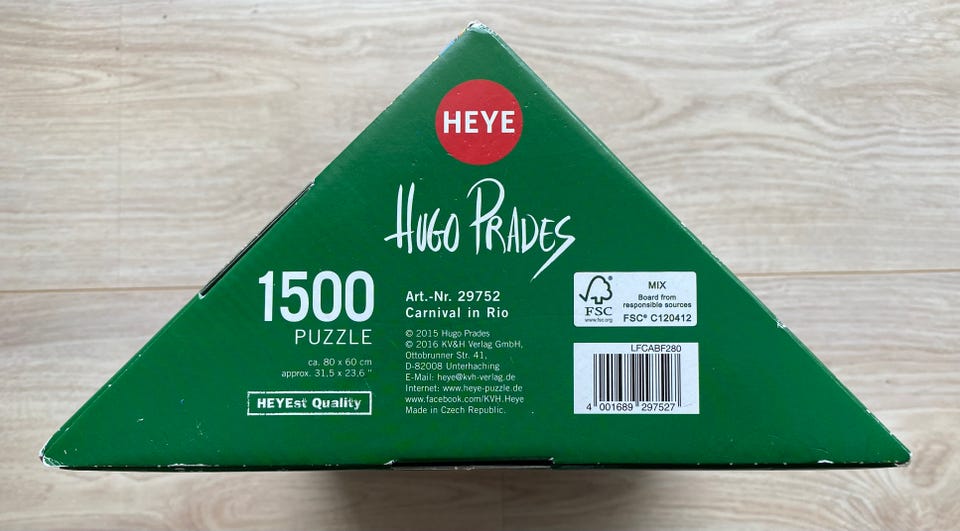 HEYE
HUGO PRADES
1500
PUZZLE
ca. 80 x 60 cm
approx. 31,5 x 23,6 "
HEYEst Quality
Art.-Nr. 29752
Carnival in Rio
© 2015 Hugo Prades
© 2016 KV&H Verlag GmbH,
Ottobrunner Str. 41,
D-82008 Unterhaching
E-Mail: heye@kvh-verlag.de
Internet: www.heye-puzzle.de
www.facebook.com/KVH.Heye
Made in Czech Republic.
FSC
www.fsc.org
MIX
Board from
responsible sources
FSC® C120412
LFCABF280
4 001689 297527